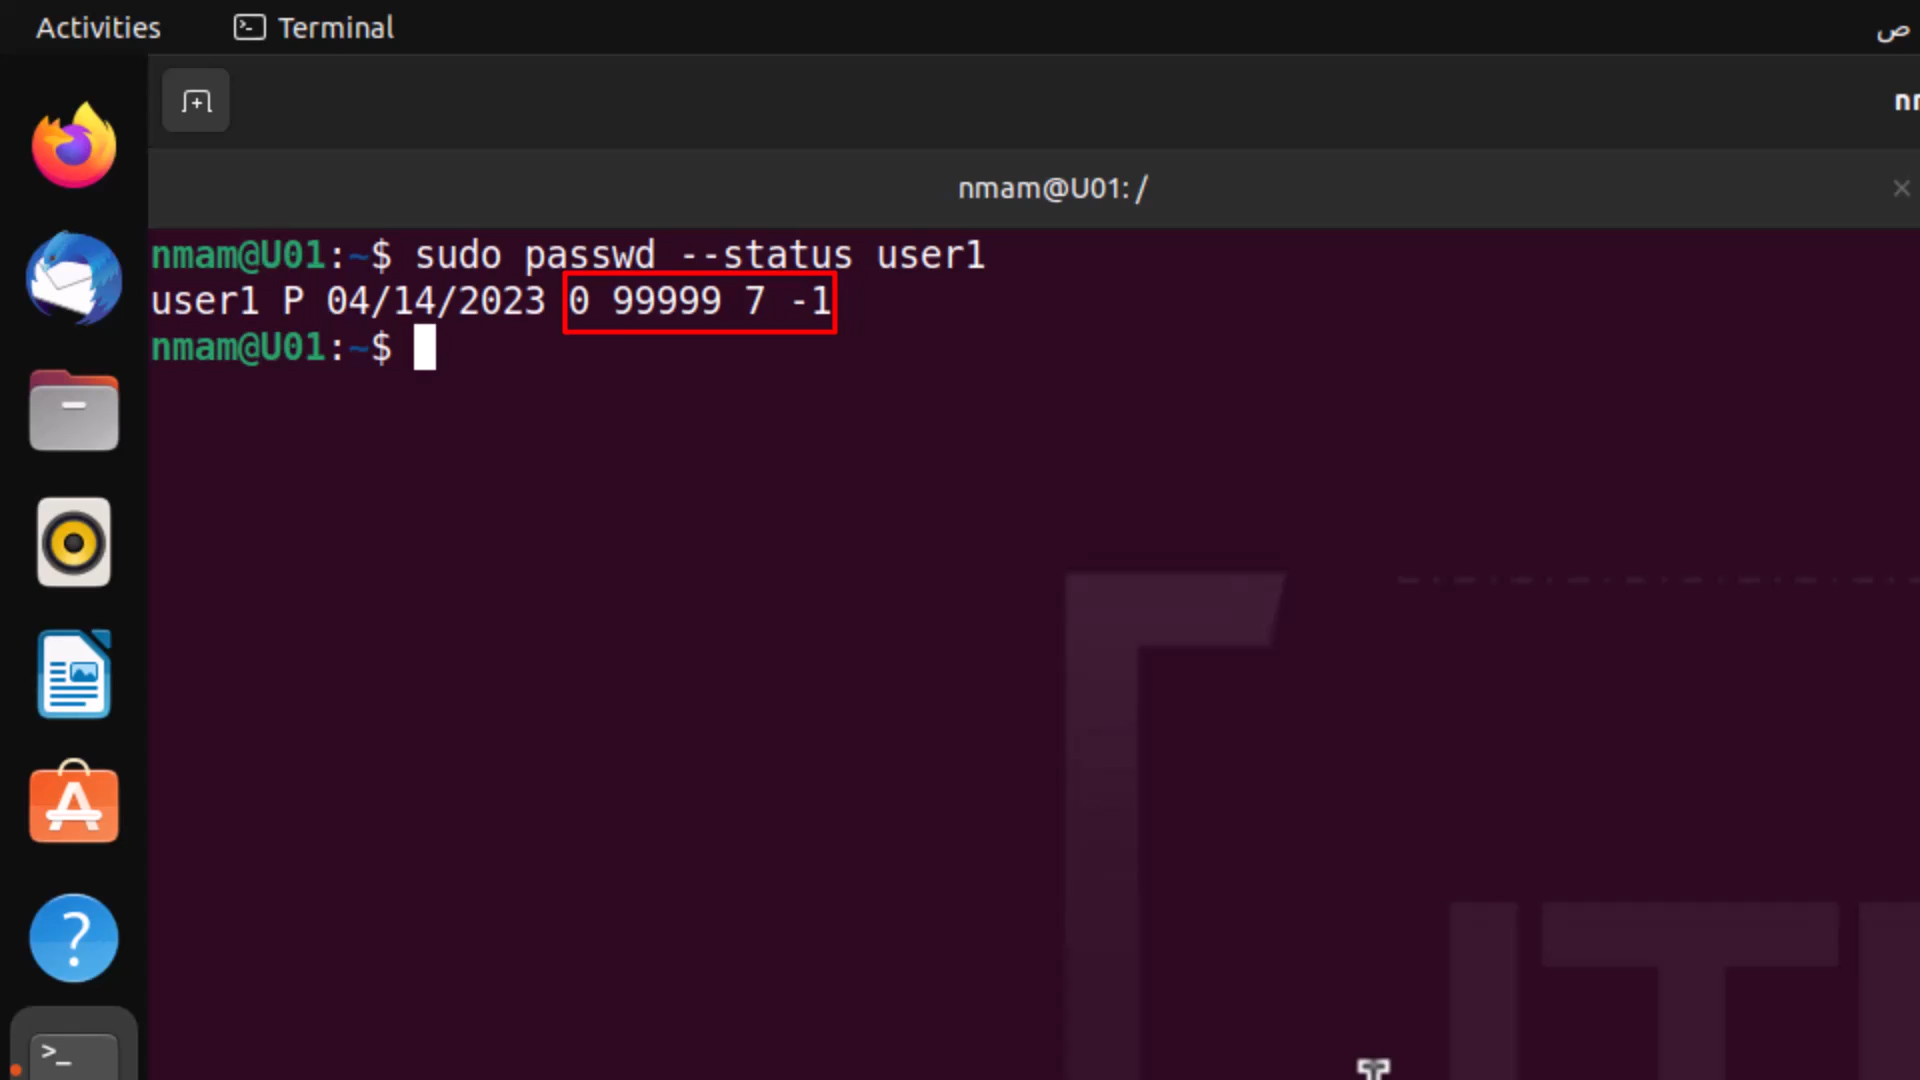 Activities
Terminal
ص
nmam@U01: /
nmam@U01:~$ sudo passwd --status user1
user1 P 04/14/2023 0 99999 7 -1
nmam@U01:~$